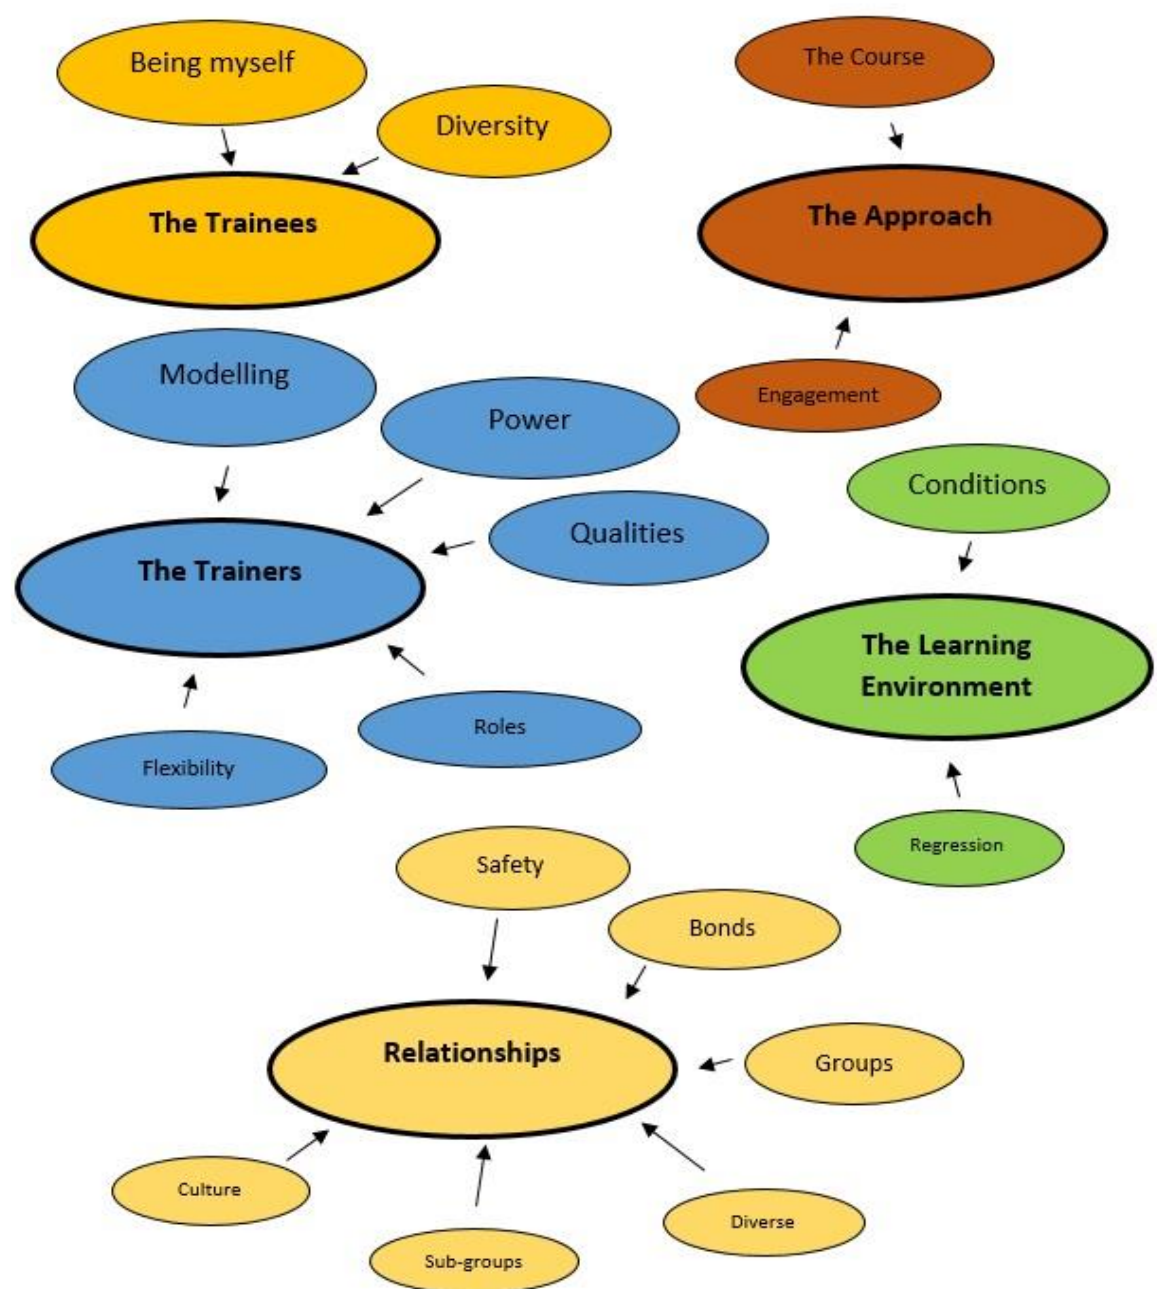 Being myself
The Course
Diversity
The Trainees
The Approach
Modelling
Power
Engagement
Conditions
Qualities
The Trainers
The Learning
Environment
Roles
Flexibility
Regression
Safety
Bonds
Relationships
Groups
Culture
Diverse
Sub-groups